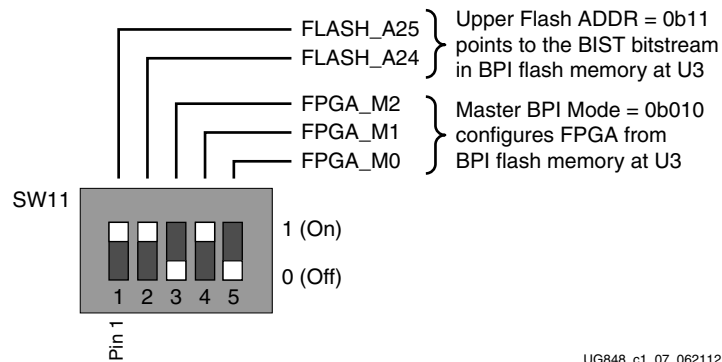 FLASH_A25
FLASH_A24
Upper Flash ADDR = 0b11
points to the BIST bitstream
in BPI flash memory at U3
FPGA_M2
FPGA_M1
FPGA_M0
Master BPI Mode = 0b010
configures FPGA from
BPI flash memory at U3
SW11
1 (On)
0 (Off)
1 2 3 4 5
Pin 1
UG848_c1_07_062112